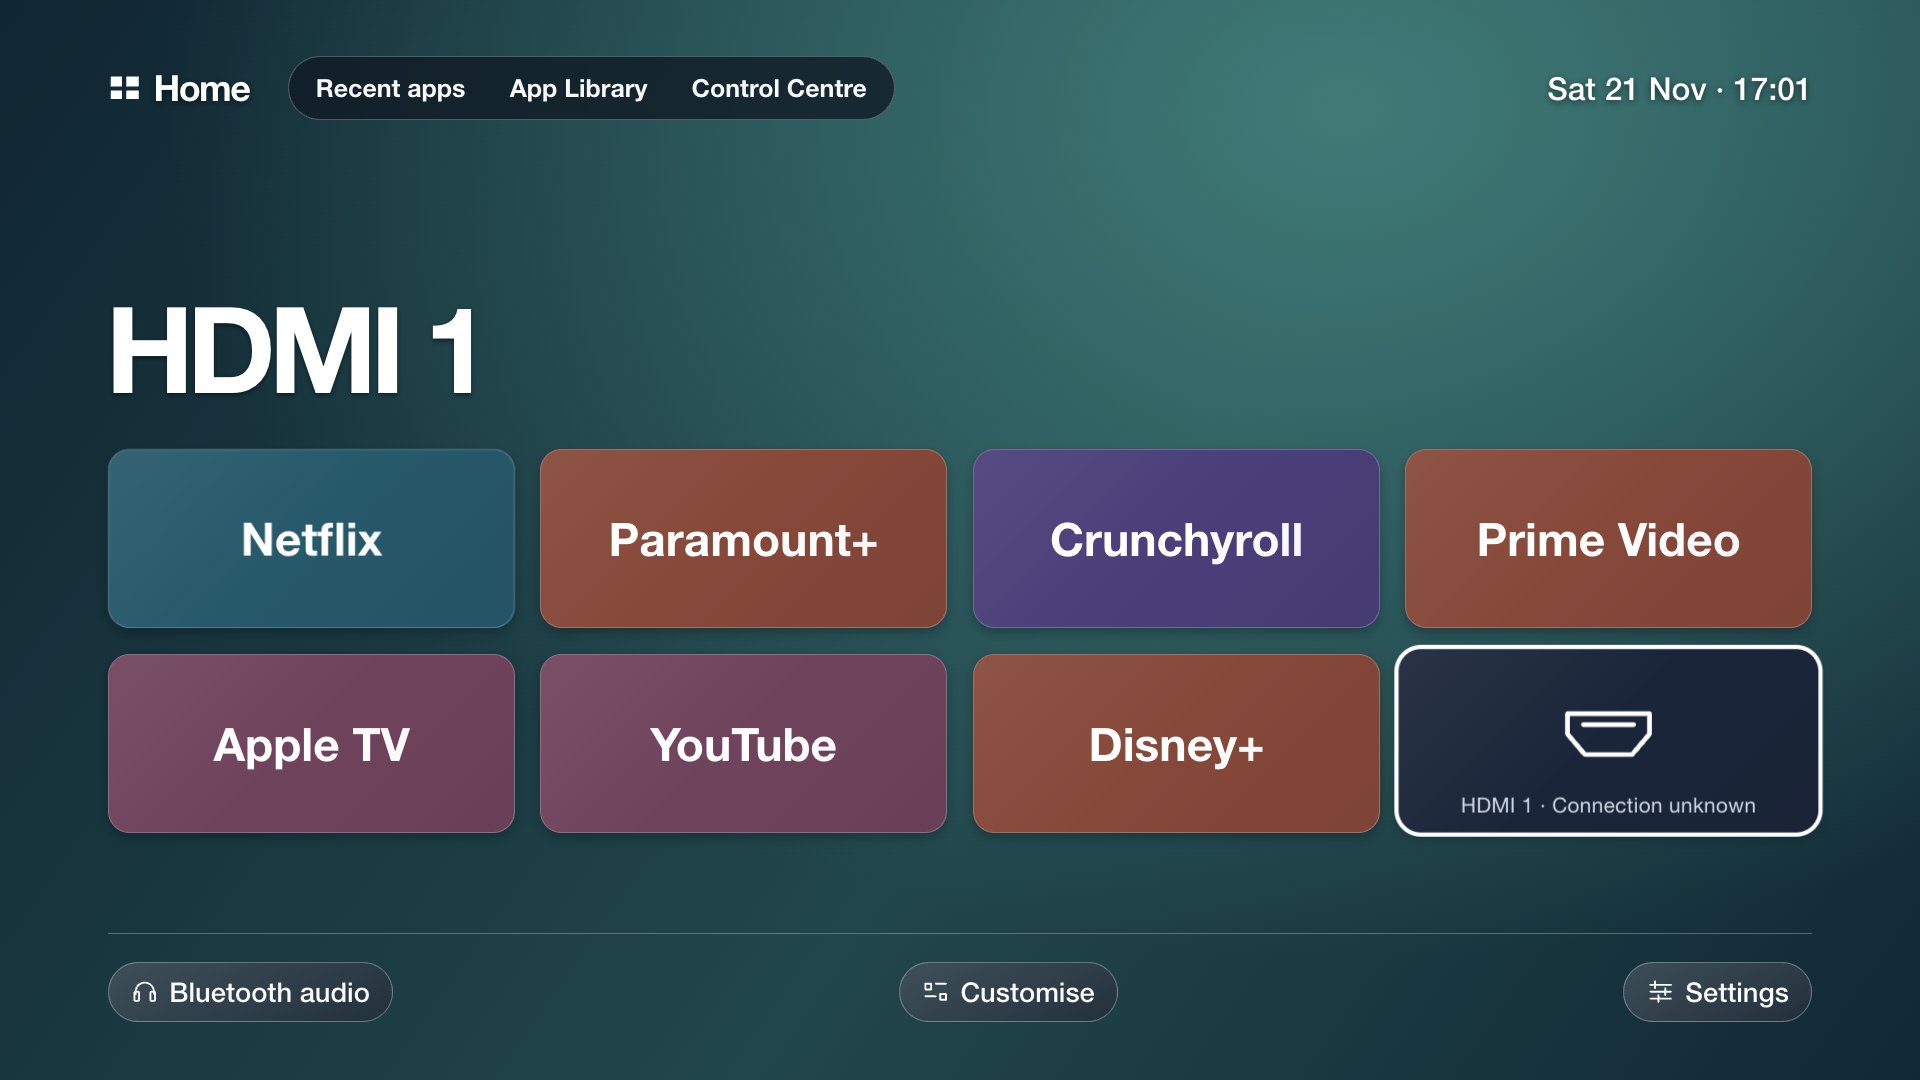 Home
Recent apps
App Library
Control Centre
Sat 21 Nov · 17:01
HDMI 1
Netflix
Paramount+
Crunchyroll
Prime Video
Apple TV
YouTube
Disney+
HDMI 1 · Connection unknown
Bluetooth audio
Customise
Settings